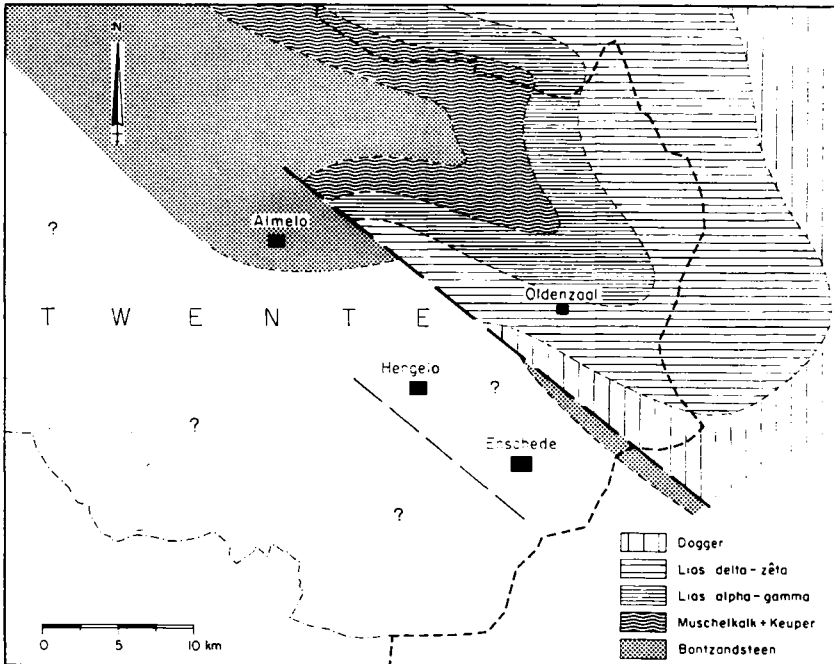 N
Almelo
?
Oldenzaal
T W E N T E
Hengelo
?
?
Enschede
?
Dogger
Lias delta-zêta
Lias alpha-gamma
Muschelkalk + Keuper
Bontzandsteen
0 5 10 km